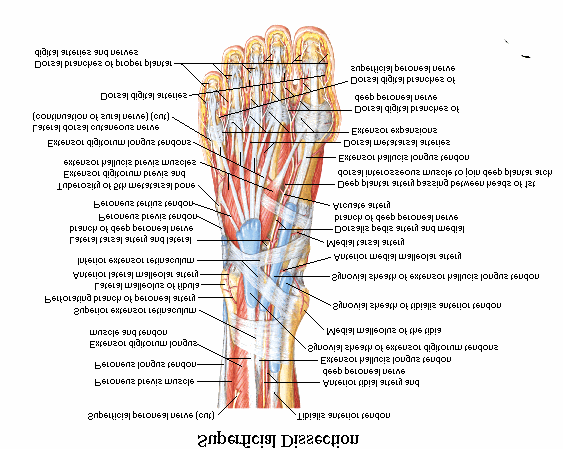 Superficial Dissection
Superficial peroneal nerve (cut)
Peroneus brevis muscle
Peroneus longus tendon
Extensor digitorum longus
muscle and tendon
Superior extensor retinaculum
Perforating branch of peroneal artery
Lateral malleolus of fibula
Anterior lateral malleolar artery
Inferior extensor retinaculum
Lateral tarsal artery and lateral
branch of deep peroneal nerve
Peroneus brevis tendon
Peroneus tertius tendon
Tuberosity of 5th metatarsal bone
Extensor digitorum brevis and
extensor hallucis brevis muscles
Extensor digitorum longus tendons
Lateral dorsal cutaneous nerve
(continuation of sural nerve) (cut)
Dorsal digital arteries
Dorsal branches of proper plantar
digital arteries and nerves
Tibialis anterior tendon
Anterior tibial artery and
deep peroneal nerve
Extensor hallucis longus tendon
Synovial sheath of extensor digitorum tendons
Medial malleolus of the tibia
Synovial sheath of tibialis anterior tendon
Synovial sheath of extensor hallucis longus tendon
Anterior medial malleolar artery
Medial tarsal artery
Dorsalis pedis artery and medial
branch of deep peroneal nerve
Arcuate artery
Deep plantar artery passing between heads of 1st
dorsal interosseous muscle to join deep plantar arch
Extensor hallucis longus tendon
Dorsal metatarsal arteries
Extensor expansions
Dorsal digital branches of
deep peroneal nerve
Dorsal digital branches of
superficial peroneal nerve